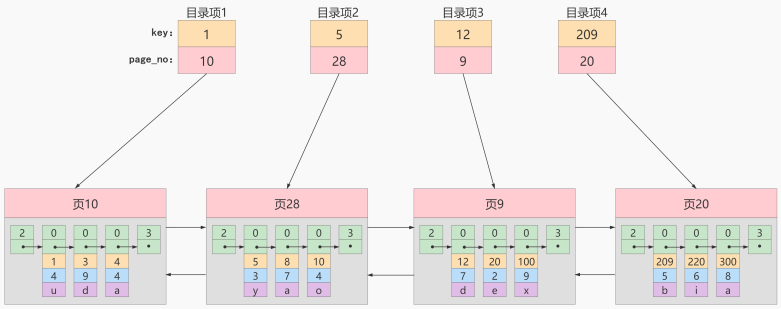 目录项1 目录项2 目录项3 目录项4
key: 1 5 12 209
page_no: 10 28 9 20
页10 页28 页9 页20
2 0 0 0 3 2 0 0 0 3 2 0 0 0 3 2 0 0 0 3
1 3 4 5 8 10 12 20 100 209 220 300
4 9 4 3 7 4 7 2 9 5 6 8
u d a y a o d e x b i a